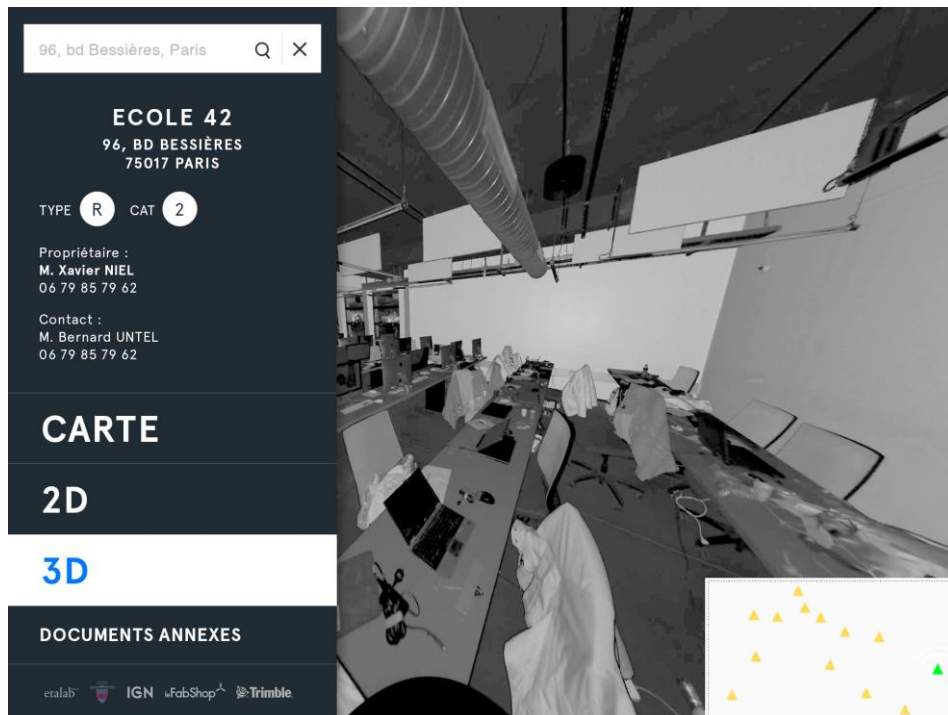 96, bd Bessières, Paris
ECOLE 42
96, BD BESSIÈRES
75017 PARIS
TYPE R CAT 2
Propriétaire :
M. Xavier NIEL
06 79 85 79 62
Contact :
M. Bernard UNTEL
06 79 85 79 62
CARTE
2D
3D
DOCUMENTS ANNEXES
etalab IGN leFabShop Trimble